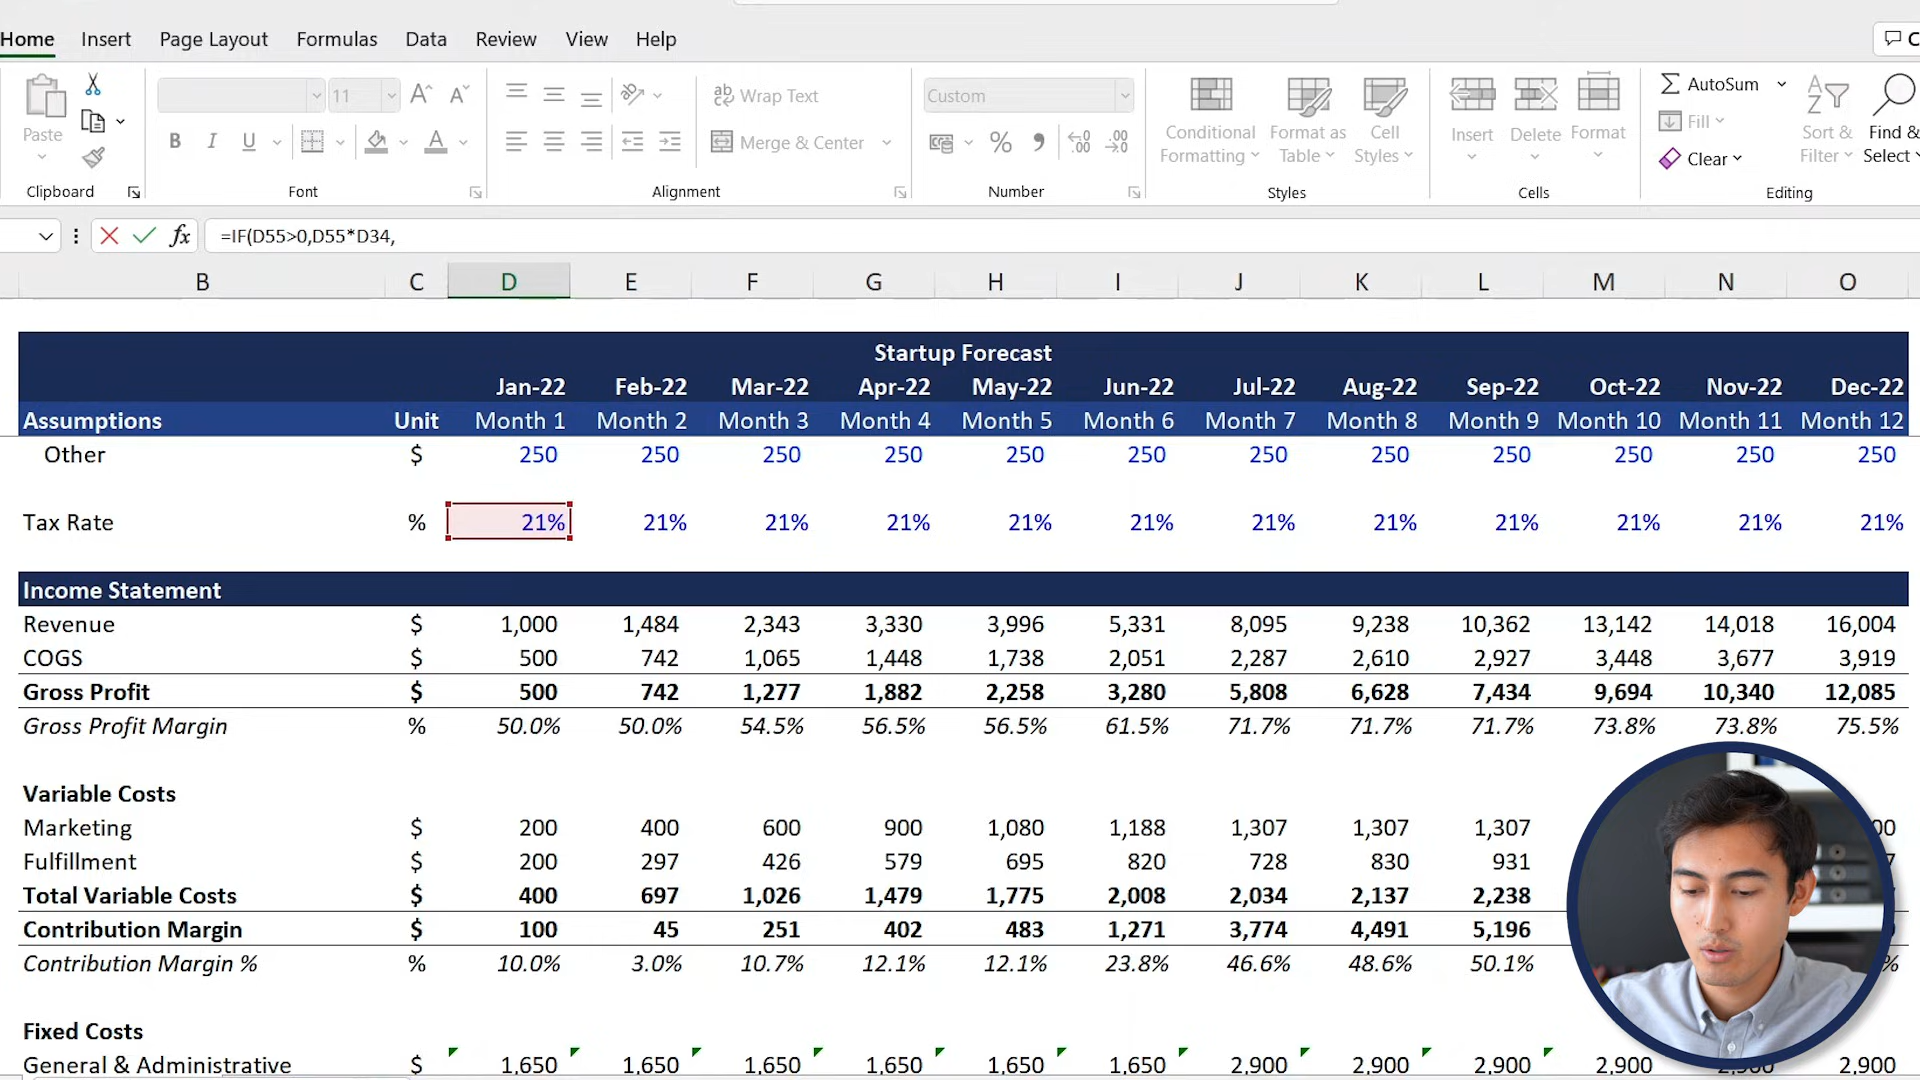 Home Insert Page Layout Formulas Data Review View Help C
Paste 11 Wrap Text Custom Conditional Formatting Format as Table Cell Styles Insert Delete Format AutoSum Sort & Filter Find & Select
B I U Merge & Center % Fill
Clear
Clipboard Font Alignment Number Styles Cells Editing
fx =IF(D55>0,D55*D34,
B C D E F G H I J K L M N O
Startup Forecast
Jan-22 Feb-22 Mar-22 Apr-22 May-22 Jun-22 Jul-22 Aug-22 Sep-22 Oct-22 Nov-22 Dec-22
Assumptions Unit Month 1 Month 2 Month 3 Month 4 Month 5 Month 6 Month 7 Month 8 Month 9 Month 10 Month 11 Month 12
Other $ 250 250 250 250 250 250 250 250 250 250 250 250
Tax Rate % 21% 21% 21% 21% 21% 21% 21% 21% 21% 21% 21% 21%
Income Statement
Revenue $ 1,000 1,484 2,343 3,330 3,996 5,331 8,095 9,238 10,362 13,142 14,018 16,004
COGS $ 500 742 1,065 1,448 1,738 2,051 2,287 2,610 2,927 3,448 3,677 3,919
Gross Profit $ 500 742 1,277 1,882 2,258 3,280 5,808 6,628 7,434 9,694 10,340 12,085
Gross Profit Margin % 50.0% 50.0% 54.5% 56.5% 56.5% 61.5% 71.7% 71.7% 71.7% 73.8% 73.8% 75.5%
Variable Costs
Marketing $ 200 400 600 900 1,080 1,188 1,307 1,307 1,307
Fulfillment $ 200 297 426 579 695 820 728 830 931
Total Variable Costs $ 400 697 1,026 1,479 1,775 2,008 2,034 2,137 2,238
Contribution Margin $ 100 45 251 402 483 1,271 3,774 4,491 5,196
Contribution Margin % % 10.0% 3.0% 10.7% 12.1% 12.1% 23.8% 46.6% 48.6% 50.1%
Fixed Costs
General & Administrative $ 1,650 1,650 1,650 1,650 1,650 1,650 2,900 2,900 2,900 2,900 2,900 2,900